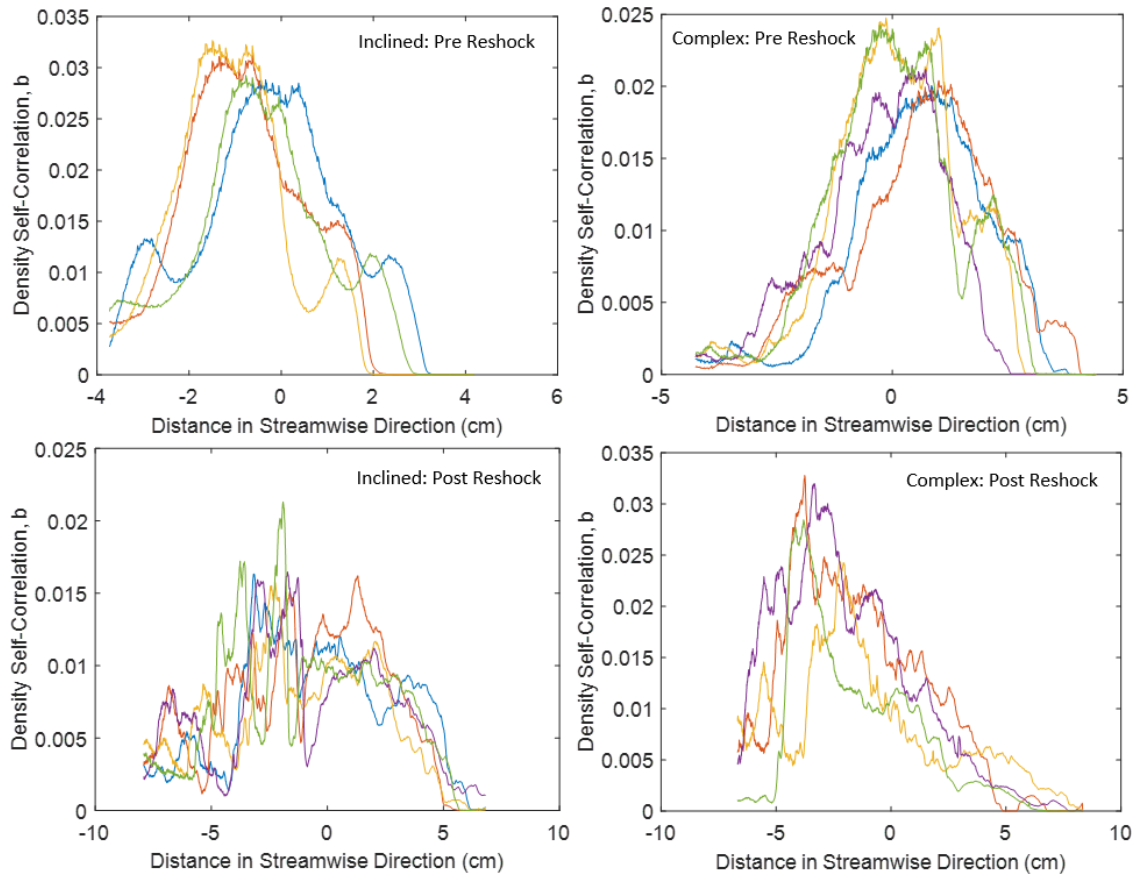 Inclined: Pre Reshock
Density Self-Correlation, b
0.035
0.03
0.025
0.02
0.015
0.01
0.005
0
-4 -2 0 2 4 6
Distance in Streamwise Direction (cm)
Complex: Pre Reshock
Density Self-Correlation, b
0.025
0.02
0.015
0.01
0.005
0
-5 0 5
Distance in Streamwise Direction (cm)
Inclined: Post Reshock
Density Self-Correlation, b
0.025
0.02
0.015
0.01
0.005
0
-10 -5 0 5 10
Distance in Streamwise Direction (cm)
Complex: Post Reshock
Density Self-Correlation, b
0.035
0.03
0.025
0.02
0.015
0.01
0.005
0
-10 -5 0 5 10
Distance in Streamwise Direction (cm)